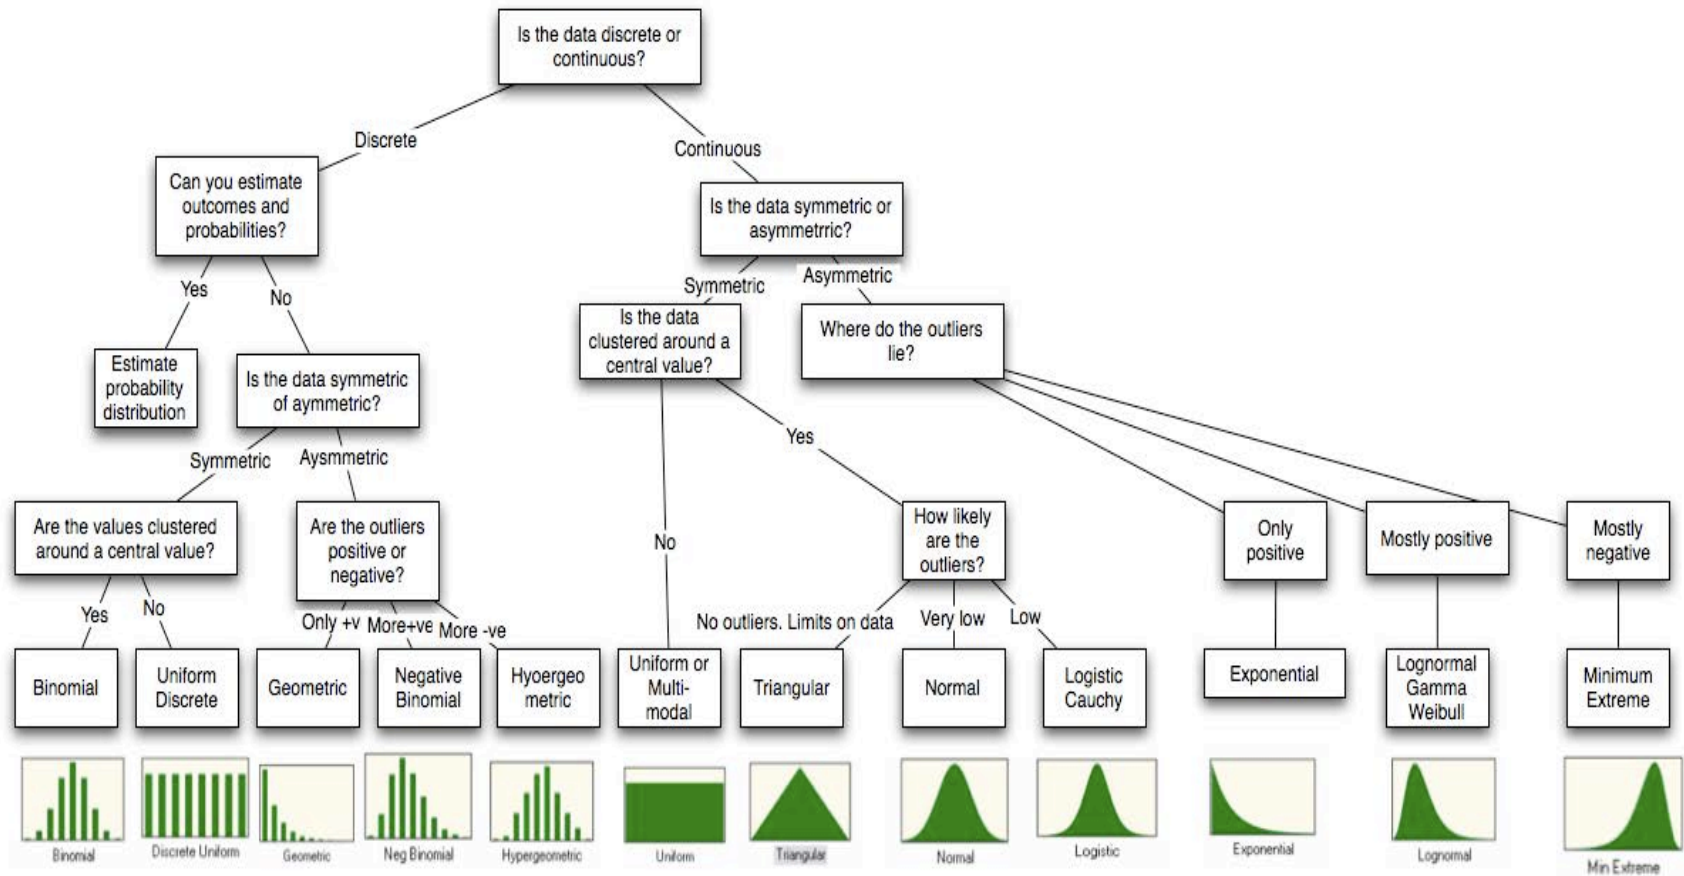 Is the data discrete or
continuous?
Discrete
Continuous
Can you estimate
outcomes and
probabilities?
Is the data symmetric or
asymmetrric?
Yes
No
Symmetric
Asymmetric
Estimate
probability
distribution
Is the data symmetric
of aymmetric?
Is the data
clustered around a
central value?
Where do the outliers
lie?
Symmetric
Aysmmetric
No
Yes
Are the values clustered
around a central value?
Are the outliers
positive or
negative?
How likely
are the
outliers?
Only
positive
Mostly positive
Mostly
negative
Yes
No
Only +v
More+ve
More -ve
No outliers. Limits on data
Very low
Low
Binomial
Uniform
Discrete
Geometric
Negative
Binomial
Hyoergeo
metric
Uniform or
Multi-
modal
Triangular
Normal
Logistic
Cauchy
Exponential
Lognormal
Gamma
Weibull
Minimum
Extreme
Binomial
Discrete Uniform
Geometric
Neg Binomial
Hypergeometric
Uniform
Triangular
Normal
Logistic
Exponential
Lognormal
Min Extreme